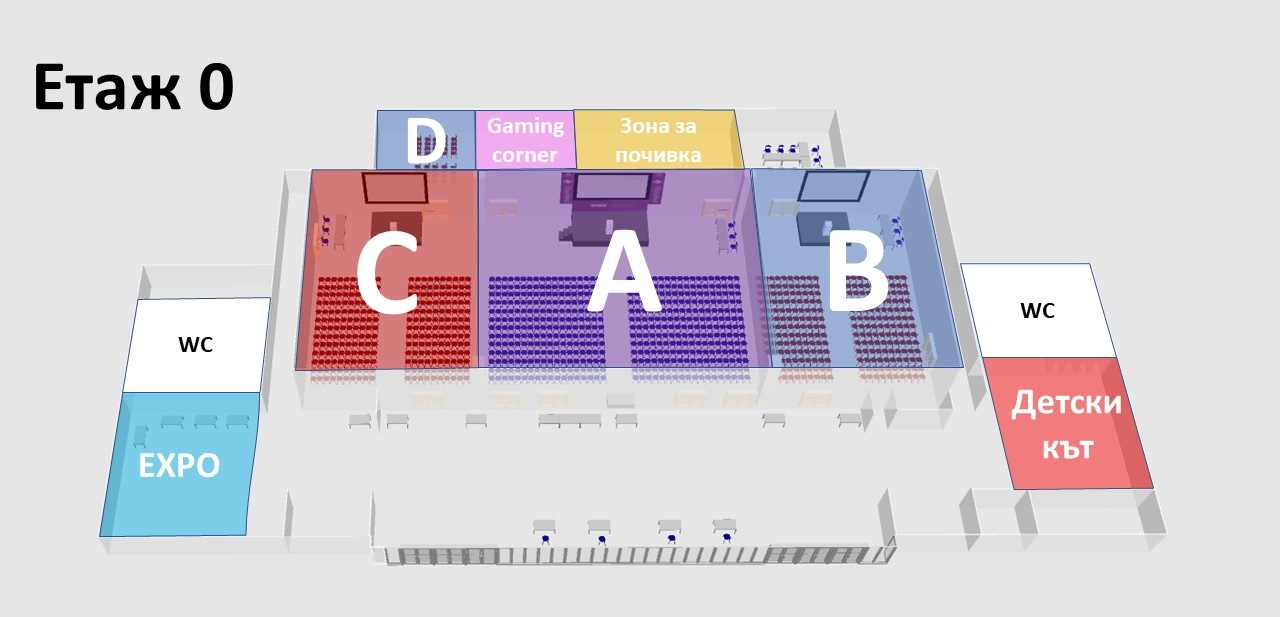 Етаж 0
D
Gaming
corner
Зона за
почивка
C
A
B
WC
EXPO
WC
Детски
кът